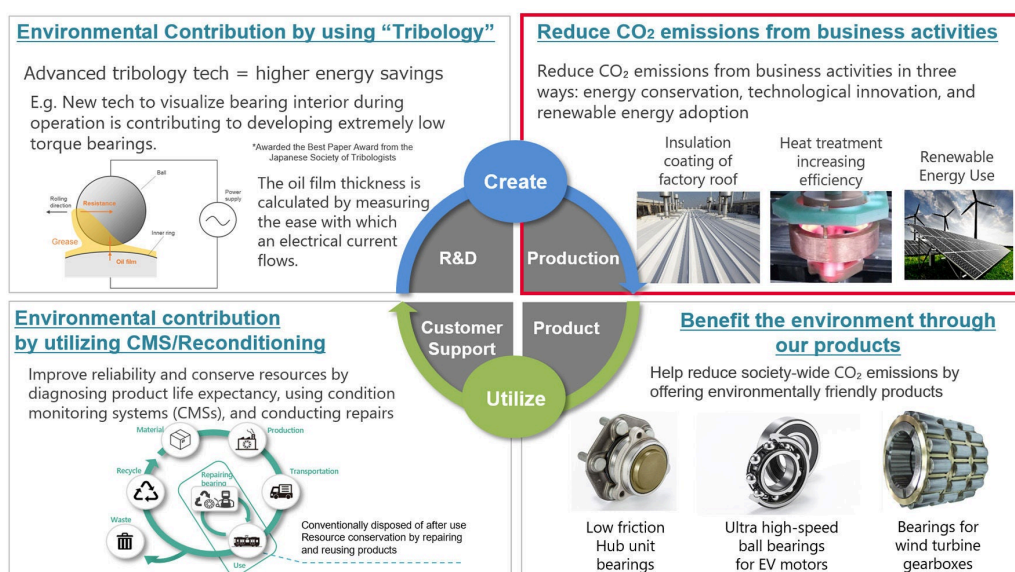 Environmental Contribution by using “Tribology”
Advanced tribology tech = higher energy savings
E.g. New tech to visualize bearing interior during
operation is contributing to developing extremely low
torque bearings.
*Awarded the Best Paper Award from the
Japanese Society of Tribologists
Ball
Rolling
direction
Resistance
Power
supply
Grease
Inner ring
Oil film
The oil film thickness is
calculated by measuring
the ease with which
an electrical current
flows.
Reduce CO₂ emissions from business activities
Reduce CO₂ emissions from business activities in three
ways: energy conservation, technological innovation, and
renewable energy adoption
Insulation
coating of
factory roof
Heat treatment
increasing
efficiency
Renewable
Energy Use
Create
R&D
Production
Customer
Support
Product
Utilize
Environmental contribution
by utilizing CMS/Reconditioning
Improve reliability and conserve resources by
diagnosing product life expectancy, using condition
monitoring systems (CMSs), and conducting repairs
Material
Production
Recycle
Repairing
bearing
Transportation
Waste
Use
Conventionally disposed of after use
Resource conservation by repairing
and reusing products
Benefit the environment through
our products
Help reduce society-wide CO₂ emissions by
offering environmentally friendly products
Low friction
Hub unit
bearings
Ultra high-speed
ball bearings
for EV motors
Bearings for
wind turbine
gearboxes